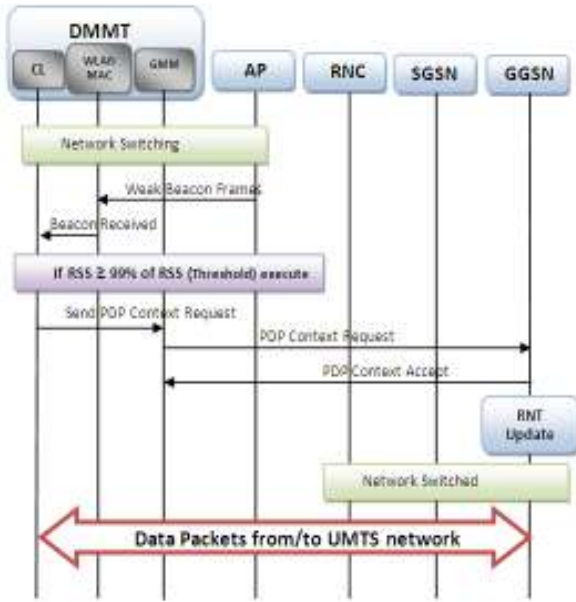 DMMT
CL
WLAN
MAC
GMM
AP
RNC
SGSN
GGSN
Network Switching
Weak Beacon Frames
Beacon Received
If RSS ≥ 99% of RSS (Threshold) execute
Send PDP Context Request
PDP Context Request
PDP Context Accept
RNT
Update
Network Switched
Data Packets from/to UMTS network